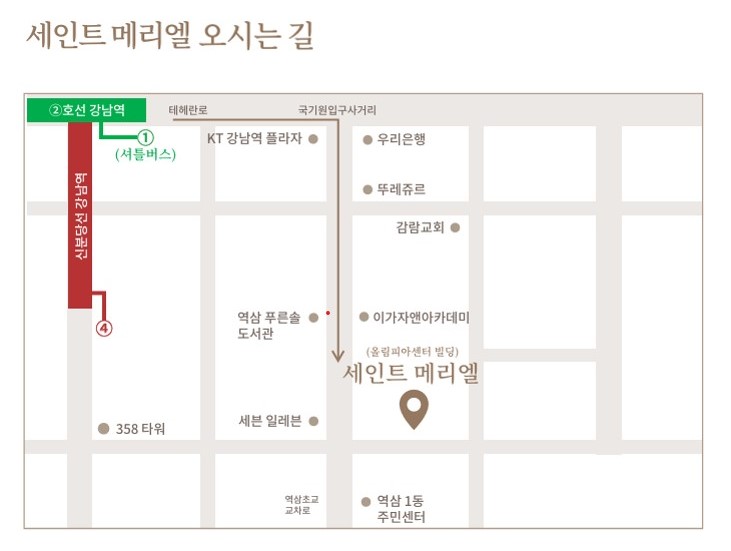 세인트 메리엘 오시는 길
②호선 강남역
테헤란로
국기원입구사거리
①
(셔틀버스)
KT 강남역 플라자
우리은행
신분당선 강남역
뚜레쥬르
감람교회
④
역삼 푸른솔
도서관
이가자앤아카데미
(올림피아센터 빌딩)
세인트 메리엘
세븐 일레븐
358 타워
역삼초교
교차로
역삼 1동
주민센터